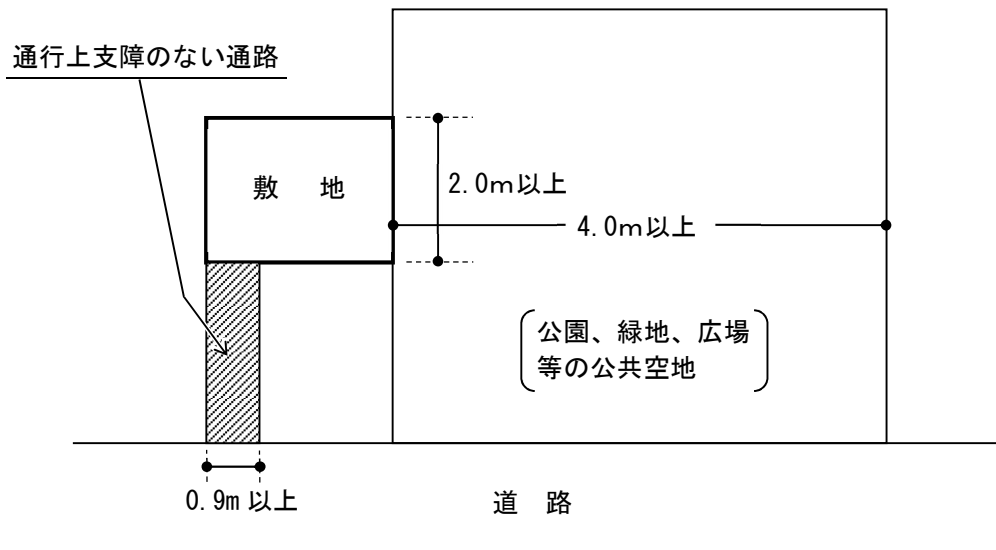 通行上支障のない通路
敷　地
2.0m以上
4.0m以上
公園、緑地、広場
等の公共空地
0.9m以上
道　路